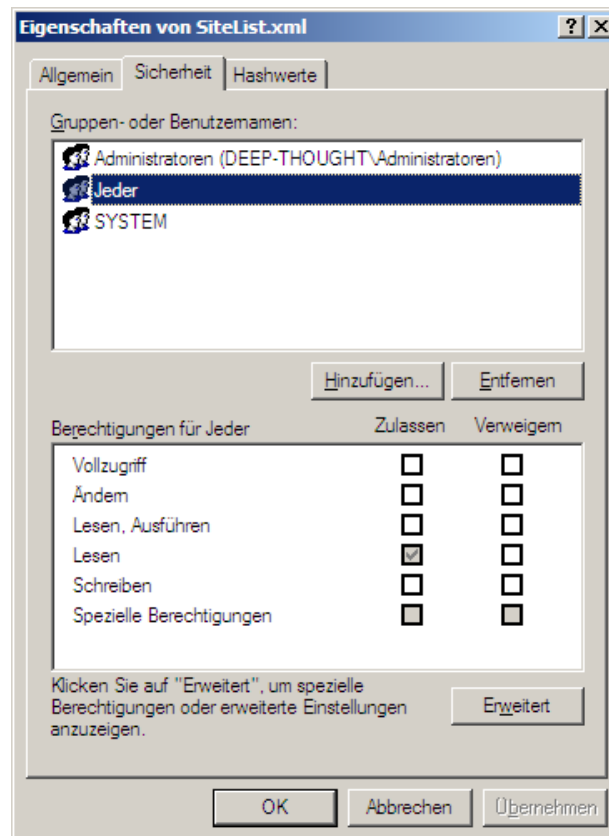 Eigenschaften von SiteList.xml
Allgemein
Sicherheit
Hashwerte
Gruppen- oder Benutzernamen:
Administratoren (DEEP-THOUGHT\Administratoren)
Jeder
SYSTEM
Hinzufügen...
Entfernen
Berechtigungen für Jeder
Zulassen
Verweigern
Vollzugriff
Ändern
Lesen, Ausführen
Lesen
Schreiben
Spezielle Berechtigungen
Klicken Sie auf "Erweitert", um spezielle
Berechtigungen oder erweiterte Einstellungen
anzuzeigen.
Erweitert
OK
Abbrechen
Übernehmen